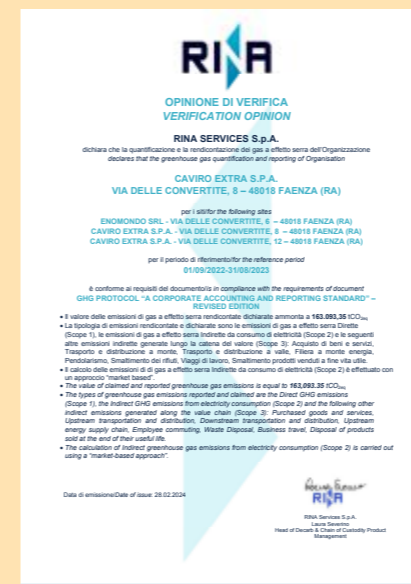 RINA
OPINIONE DI VERIFICA
VERIFICATION OPINION
RINA SERVICES S.p.A.
dichiara che la quantificazione e la rendicontazione dei gas a effetto serra dell'Organizzazione
declares that the greenhouse gas quantification and reporting of Organisation
CAVIRO EXTRA S.P.A.
VIA DELLE CONVERTITE, 8 – 48018 FAENZA (RA)
per i siti/for the following sites
ENOMONDO SRL - VIA DELLE CONVERTITE, 6 – 48018 FAENZA (RA)
CAVIRO EXTRA S.P.A. - VIA DELLE CONVERTITE, 8 – 48018 FAENZA (RA)
CAVIRO EXTRA S.P.A. - VIA DELLE CONVERTITE, 12 – 48018 FAENZA (RA)
per il periodo di riferimento/for the reference period
01/09/2022-31/08/2023
è conforme ai requisiti del documento/is in compliance with the requirements of document
GHG PROTOCOL “A CORPORATE ACCOUNTING AND REPORTING STANDARD” –
REVISED EDITION
• Il valore delle emissioni di gas a effetto serra rendicontate dichiarate ammonta a 163.093,35 tCO2eq
• La tipologia di emissioni rendicontate e dichiarate sono le emissioni di gas a effetto serra Dirette
(Scope 1), le emissioni di gas a effetto serra Indirette da consumo di elettricità (Scope 2) e le seguenti
altre emissioni indirette generate lungo la catena del valore (Scope 3): Acquisto di beni e servizi,
Trasporto e distribuzione a monte, Trasporto e distribuzione a valle, Filiera a monte energia,
Pendolarismo, Smaltimento dei rifiuti, Viaggi di lavoro, Smaltimento prodotti venduti a fine vita utile.
• Il calcolo delle emissioni di di gas a effetto serra Indirette da consumo di elettricità (Scope 2) è effettuato con
un approccio “market based”.
• The value of claimed and reported greenhouse gas emissions is equal to 163,093.35 tCO2eq
• The types of greenhouse gas emissions reported and claimed are the Direct GHG emissions
(Scope 1), the Indirect GHG emissions from electricity consumption (Scope 2) and the following other
indirect emissions generated along the value chain (Scope 3): Purchased goods and services,
Upstream transportation and distribution, Downstream transportation and distribution, Upstream
energy supply chain, Employee commuting, Waste Disposal, Business travel, Disposal of products
sold at the end of their useful life.
• The calculation of Indirect greenhouse gas emissions from electricity consumption (Scope 2) is carried out
using a “market-based approach”.
Data di emissione/Date of issue: 28.02.2024
RINA
RINA Services S.p.A.
Laura Severino
Head of Decarb & Chain of Custodity Product
Management